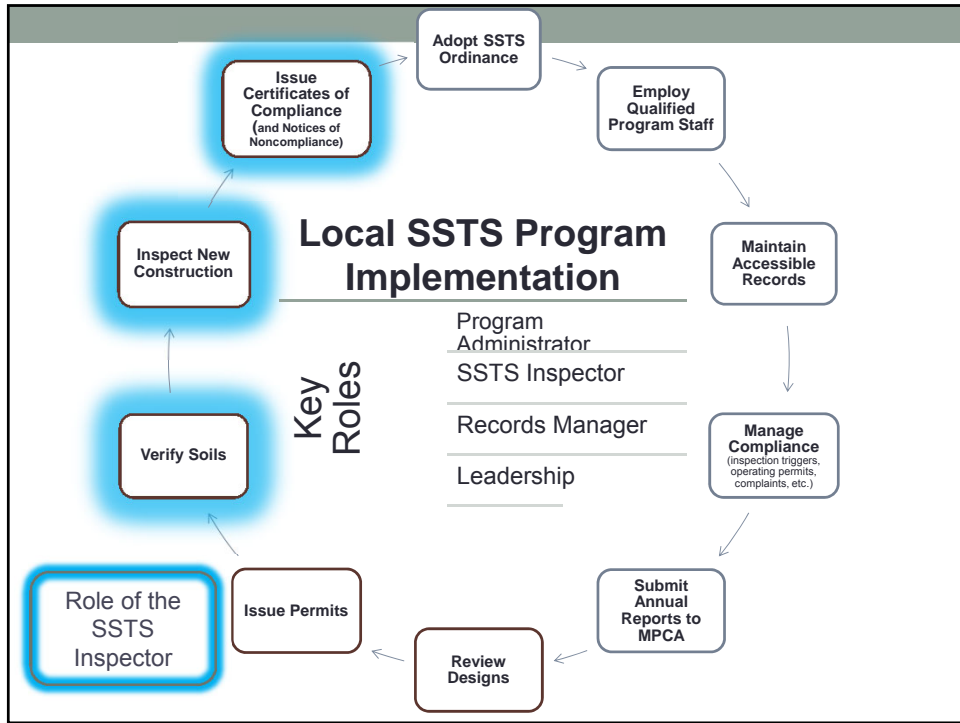 Adopt SSTS
Ordinance
Employ
Qualified
Program Staff
Maintain
Accessible
Records
Manage
Compliance
(inspection triggers,
operating permits,
complaints, etc.)
Submit
Annual
Reports to
MPCA
Review
Designs
Issue Permits
Verify Soils
Inspect New
Construction
Issue
Certificates of
Compliance
(and Notices of
Noncompliance)
Local SSTS Program
Implementation
Key
Roles
Program
Administrator
SSTS Inspector
Records Manager
Leadership
Role of the
SSTS
Inspector